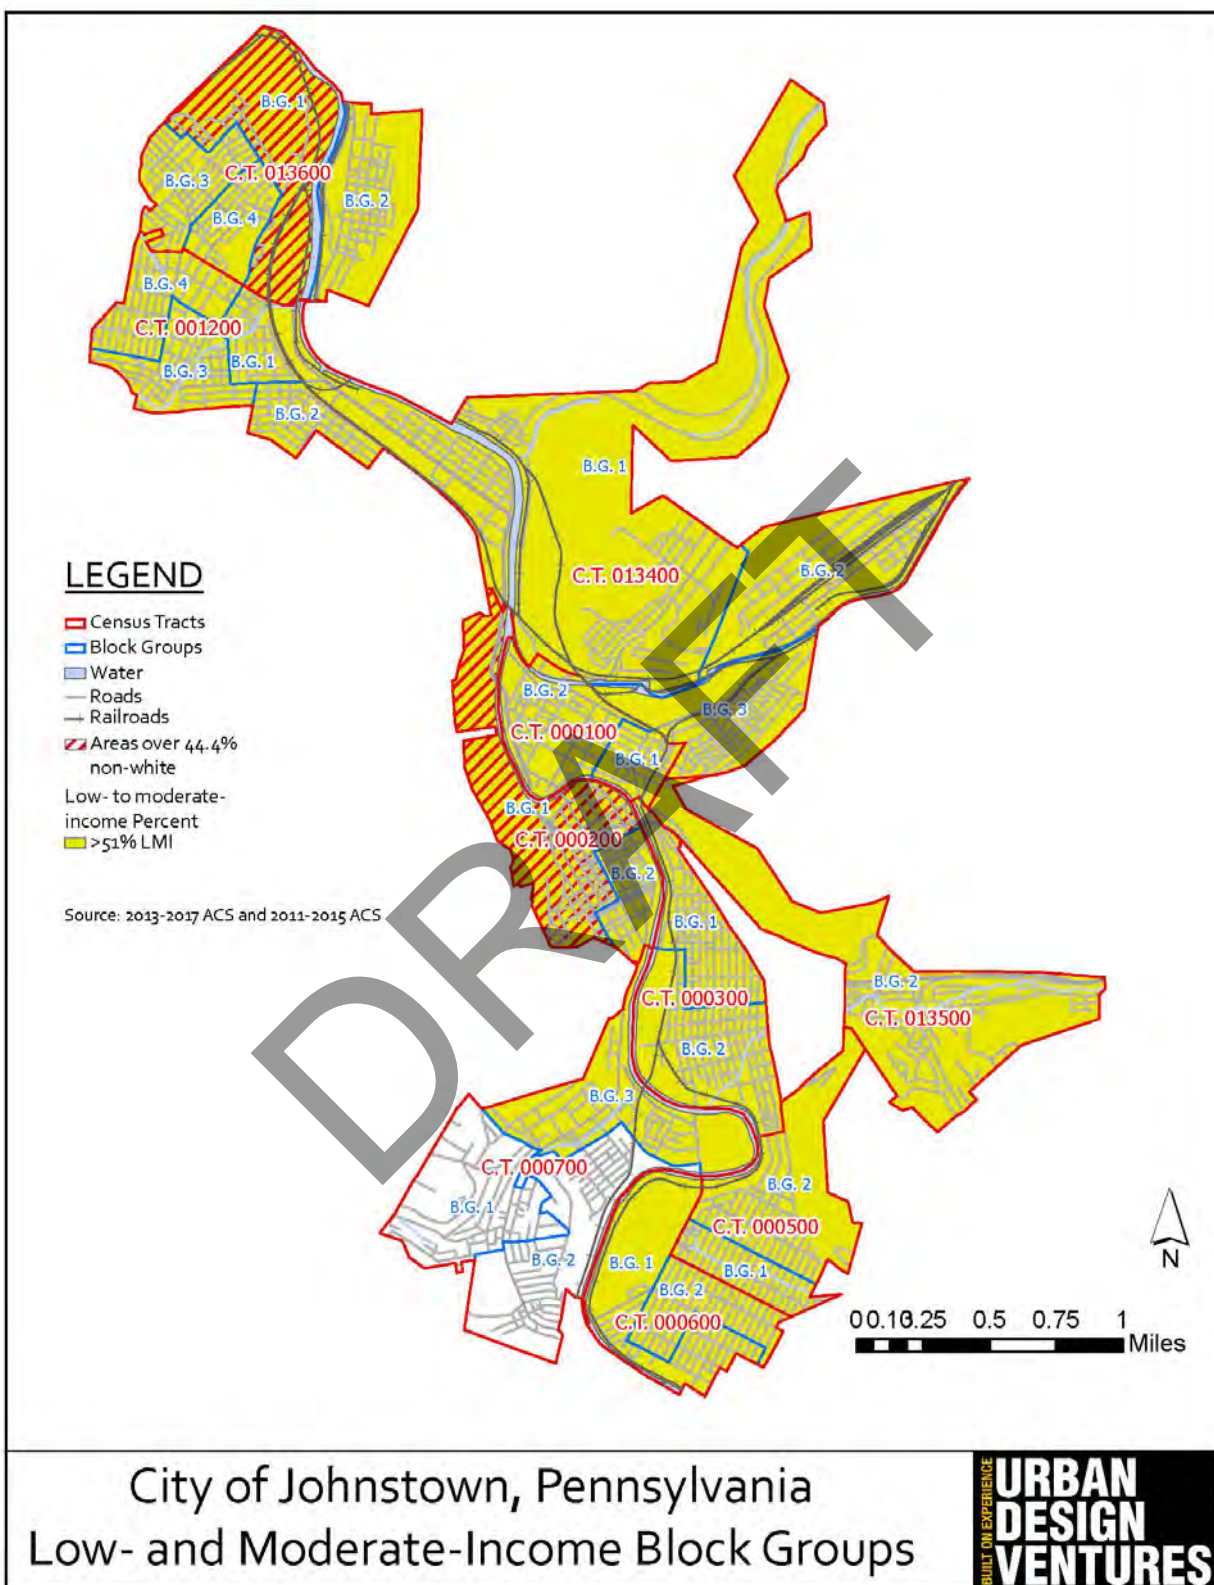 B.G. 1
C.T. 013600
B.G. 3
B.G. 2
B.G. 4
B.G. 4
C.T. 001200
B.G. 1
B.G. 3
B.G. 2
B.G. 1
C.T. 013400
B.G. 2
B.G. 2
B.G. 3
C.T. 000100
B.G. 1
B.G. 1
C.T. 000200
B.G. 2
B.G. 1
B.G. 2
C.T. 000300
C.T. 013500
B.G. 2
B.G. 3
C.T. 000700
B.G. 1
B.G. 2
B.G. 2
C.T. 000500
B.G. 1
B.G. 1
B.G. 2
C.T. 000600
DRAFT
LEGEND
Census Tracts
Block Groups
Water
Roads
Railroads
Areas over 44.4%
non-white
Low- to moderate-
income Percent
>51% LMI
Source: 2013-2017 ACS and 2011-2015 ACS
N
0 0.5 0.75 1
Miles
City of Johnstown, Pennsylvania
Low- and Moderate-Income Block Groups
BUILT ON EXPERIENCE
URBAN
DESIGN
VENTURES